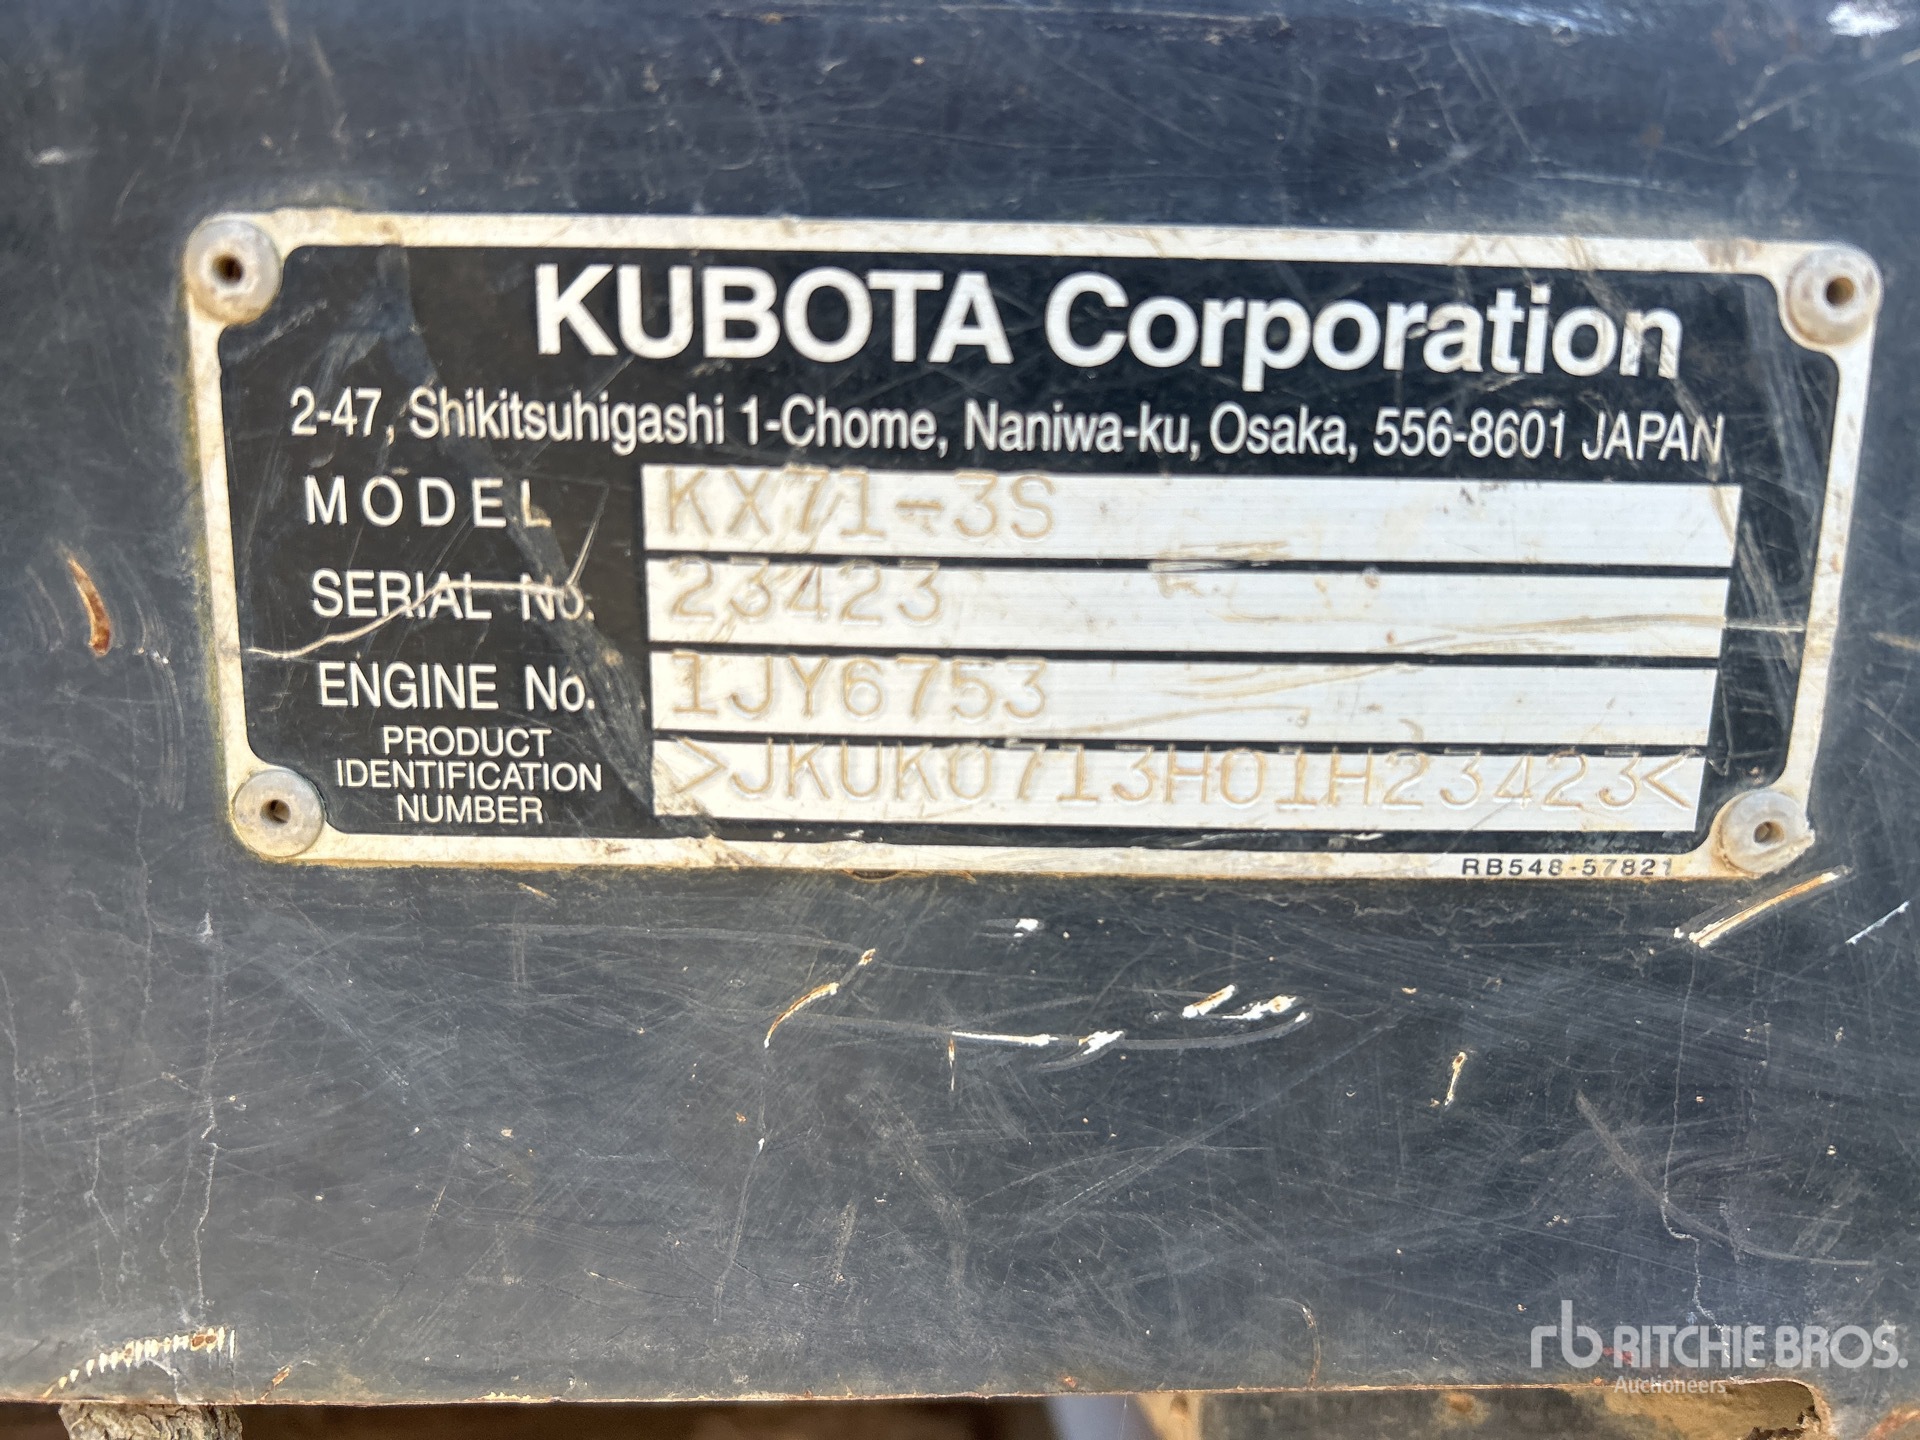 KUBOTA Corporation
2-47, Shikitsuhigashi 1-Chome, Naniwa-ku, Osaka, 556-8601 JAPAN
MODEL KX71-3S
SERIAL No. 23423
ENGINE No. 1JY6753
PRODUCT
IDENTIFICATION
NUMBER
>JKUK0713H01H23423<
RB548-57821
rb RITCHIE BROS.
Auctioneers